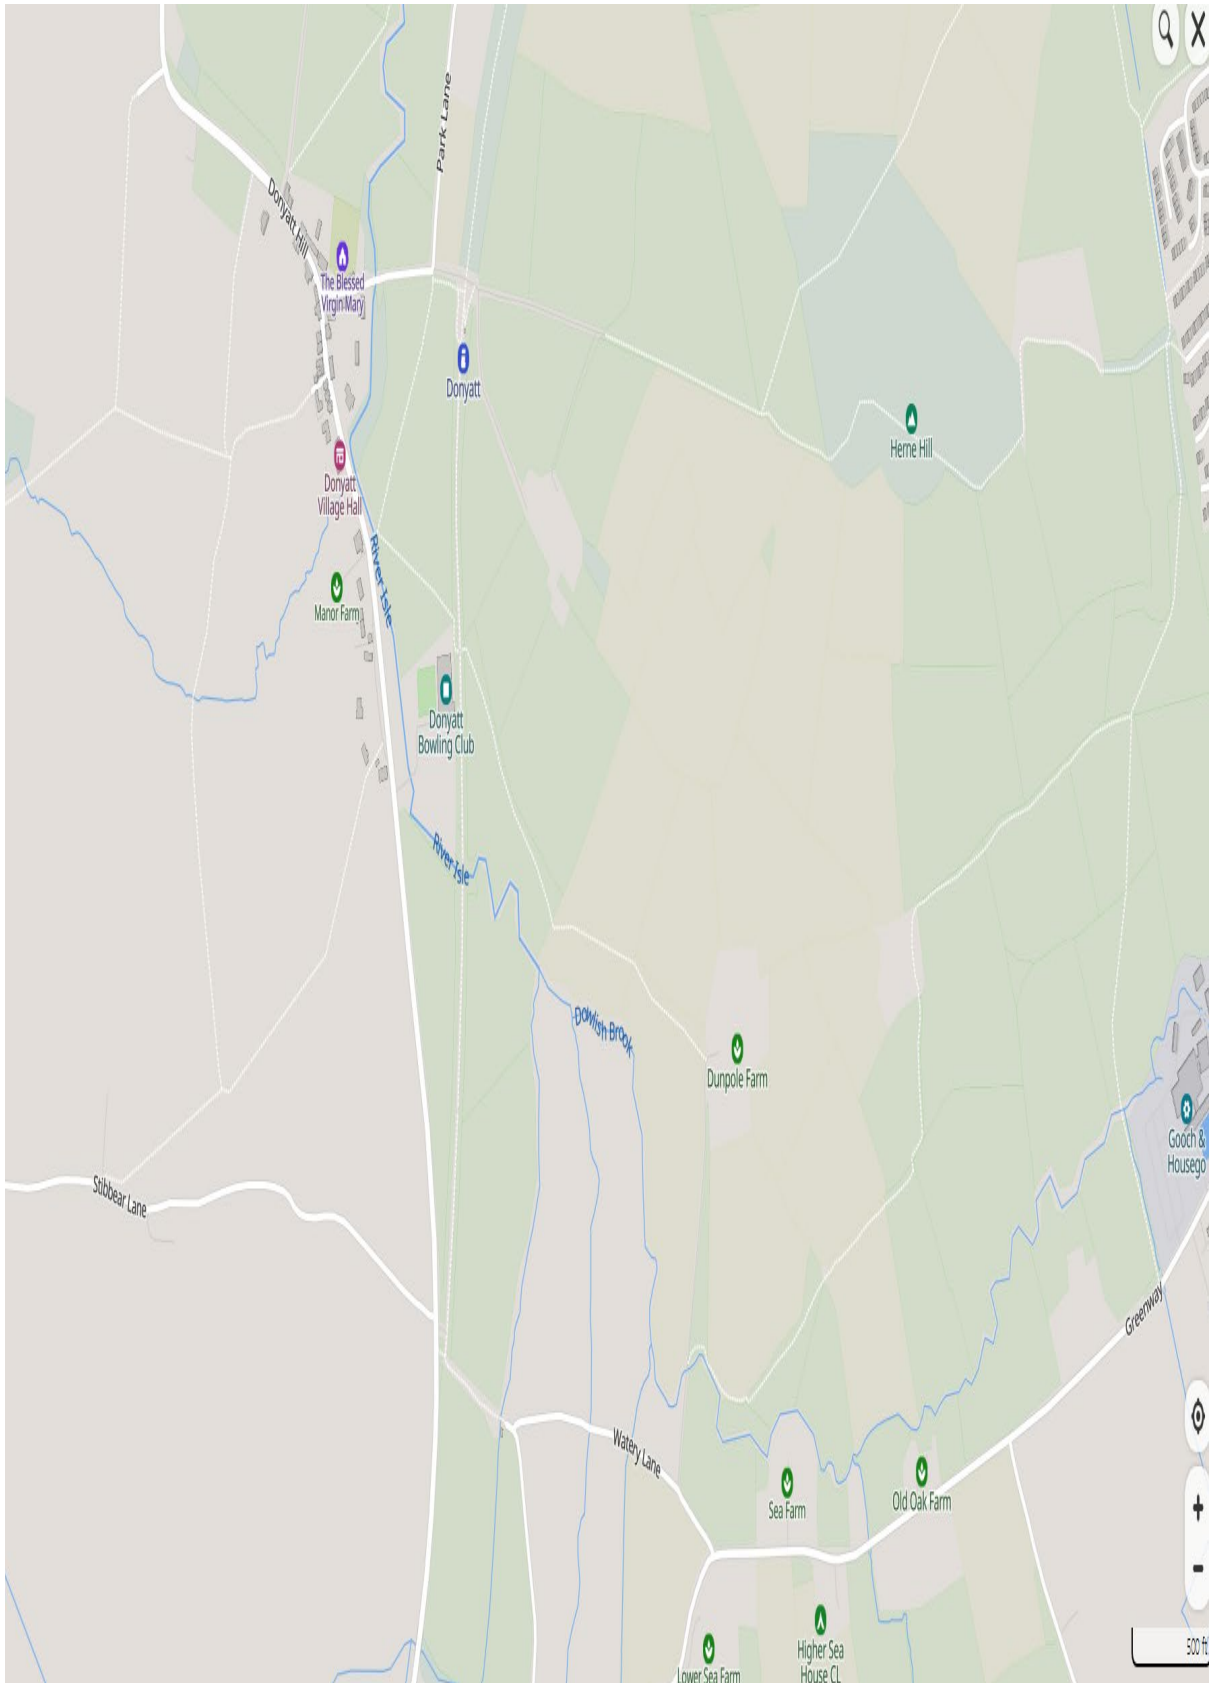 Park Lane
Donyatt Hill
The Blessed
Virgin Mary
Donyatt
Herne Hill
Donyatt
Village Hall
River Isle
Manor Farm
Donyatt
Bowling Club
River Isle
Dowlish Brook
Dunpole Farm
Gooch &
Housego
Stibbear Lane
Greenway
Watery Lane
Sea Farm
Old Oak Farm
Higher Sea
House CL
Lower Sea Farm
500 ft